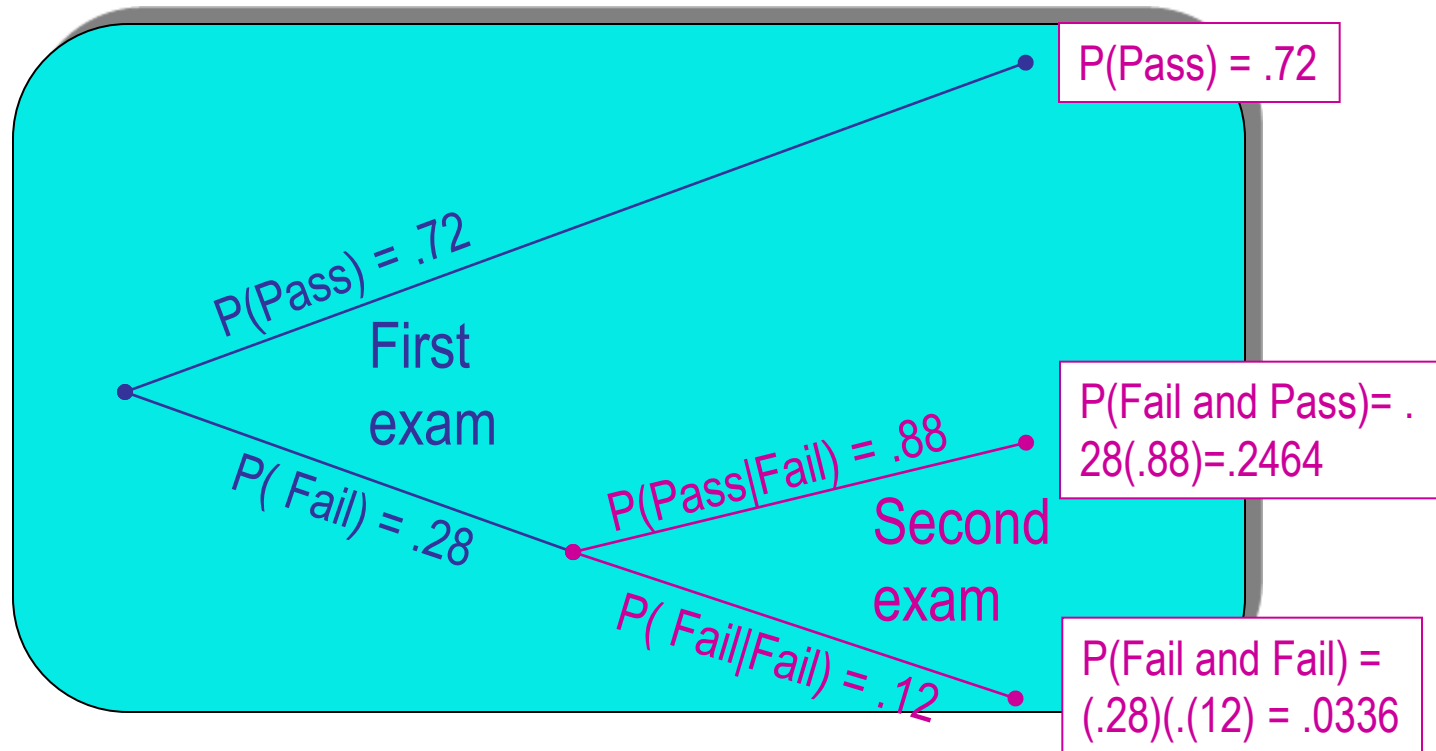 P(Pass) = .72
P(Pass) = .72
First
exam
P(Fail and Pass)= .
28(.88)=.2464
P( Fail) = .28
P(Pass|Fail) = .88
Second
exam
P( Fail|Fail) = .12
P(Fail and Fail) =
(.28)(.(12) = .0336